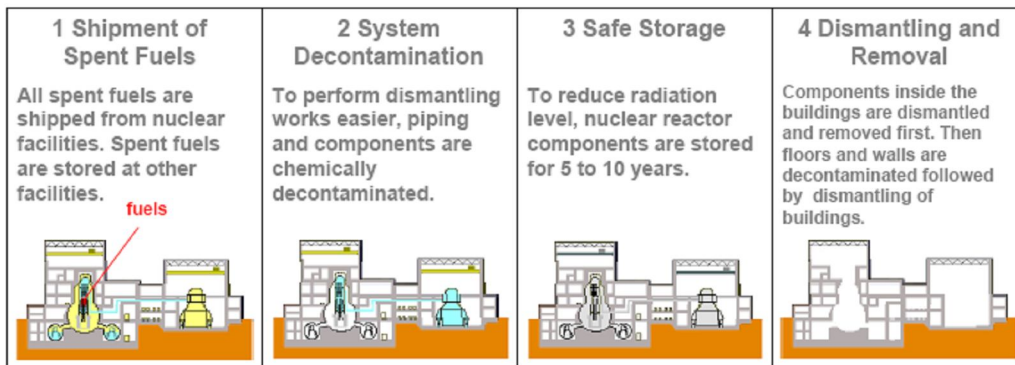 1 Shipment of
Spent Fuels
All spent fuels are
shipped from nuclear
facilities. Spent fuels
are stored at other
facilities.
fuels
2 System
Decontamination
To perform dismantling
works easier, piping
and components are
chemically
decontaminated.
3 Safe Storage
To reduce radiation
level, nuclear reactor
components are stored
for 5 to 10 years.
4 Dismantling and
Removal
Components inside the
buildings are dismantled
and removed first. Then
floors and walls are
decontaminated followed
by dismantling of
buildings.